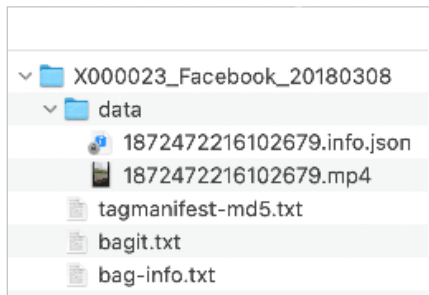 X000023_Facebook_20180308
data
1872472216102679.info.json
1872472216102679.mp4
tagmanifest-md5.txt
bagit.txt
bag-info.txt